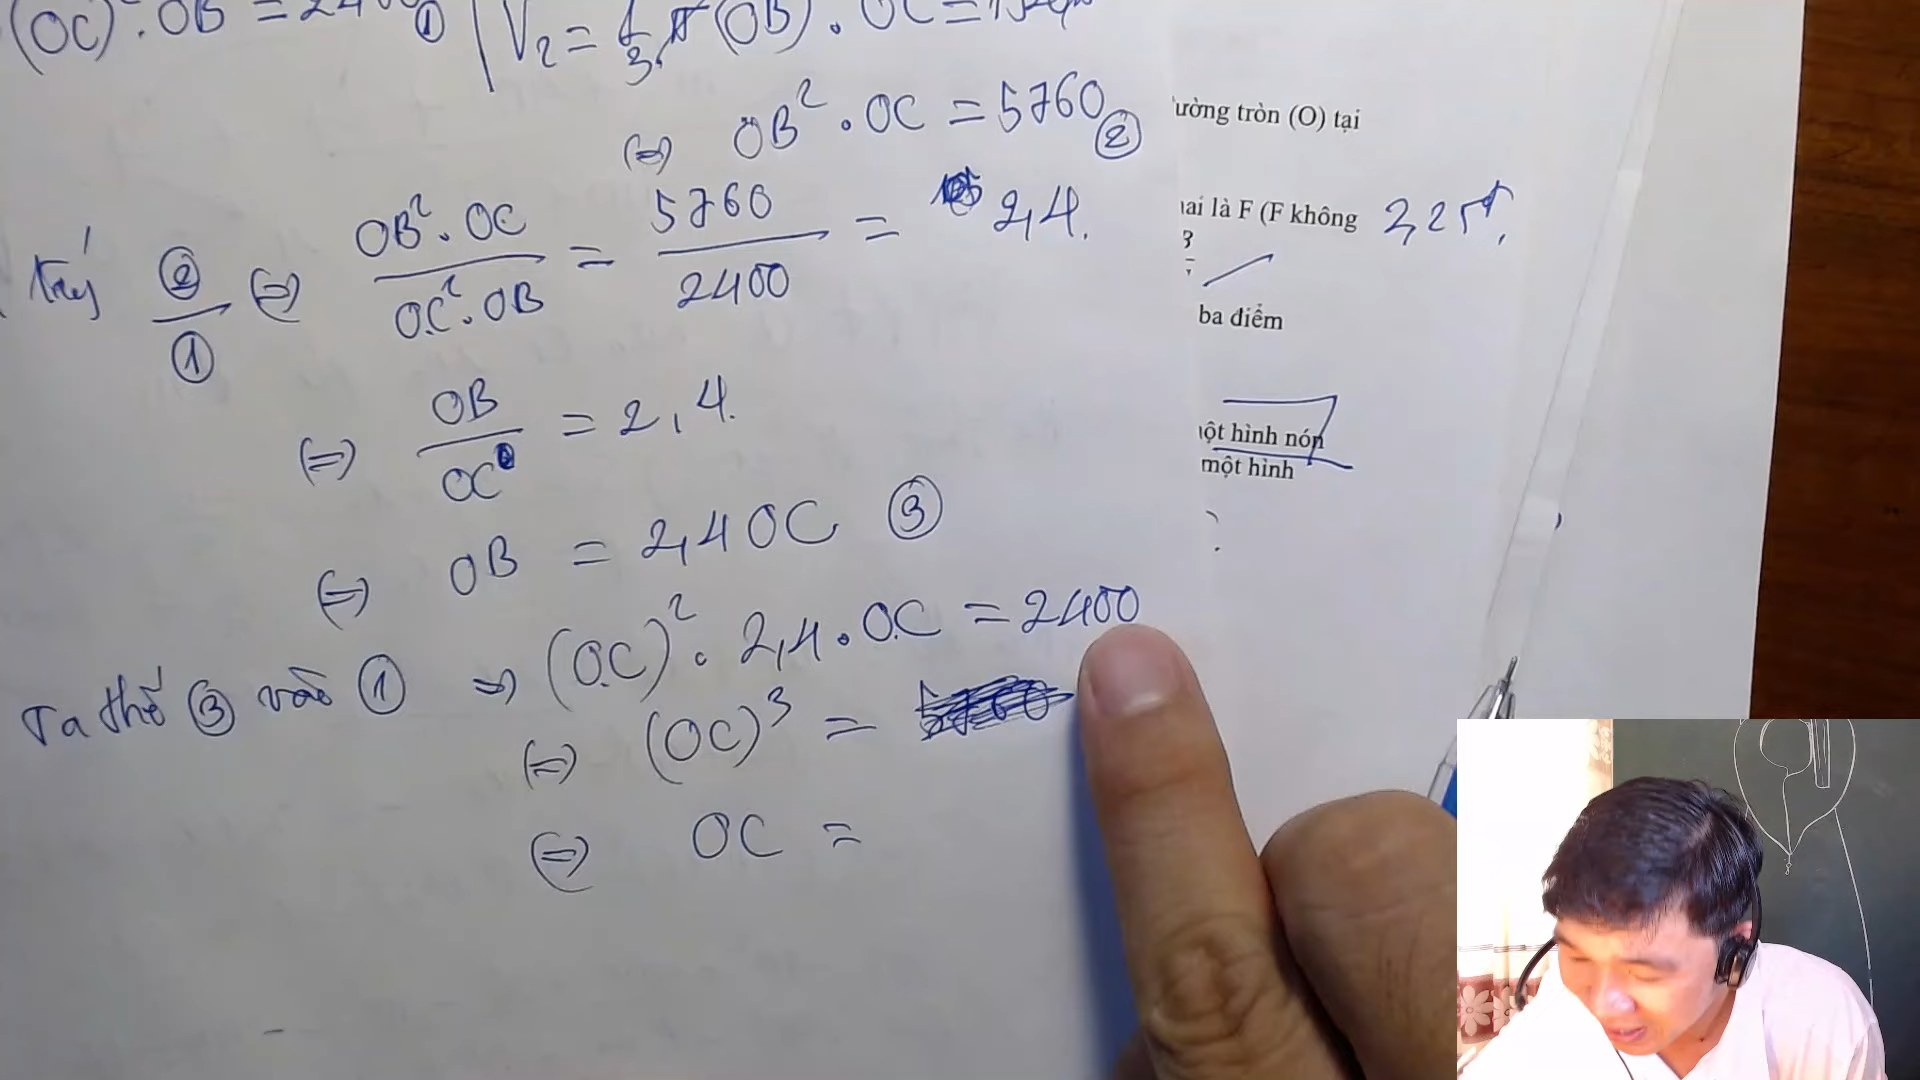 (OC)² . OB = 2400 ①
V₂ = 1/3 π (OB)² . OC =
(=) OB² . OC = 5760 ②
②/① (=) OB² . OC / OC² . OB = 5760 / 2400 = 2,4.
(=) OB / OC = 2,4.
(=) OB = 2,4 OC ③
Ta thế ③ vào ① => (OC)² . 2,4 . OC = 2400
(=) (OC)³ =
(=) OC =
ường tròn (O) tại
ai là F (F không
ba điểm
ột hình nón
một hình